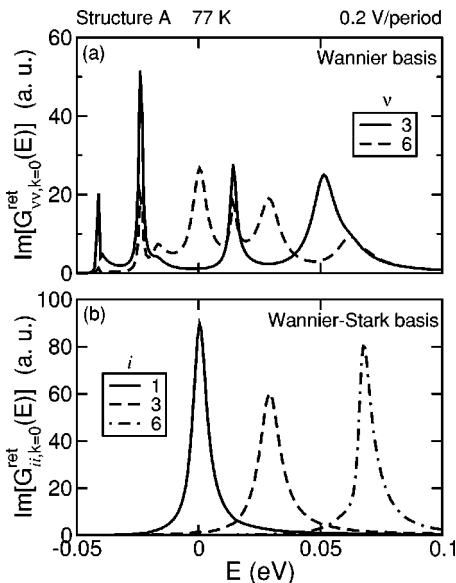 Structure A 77 K 0.2 V/period
60
(a) Wannier basis
ν
3
6
40
20
0
Im[G^ret_νν,k=0(E)] (a. u.)
100
(b) Wannier-Stark basis
i
1
3
6
80
60
40
20
0
Im[G^ret_ii,k=0(E)] (a. u.)
-0.05 0 0.05 0.1
E (eV)